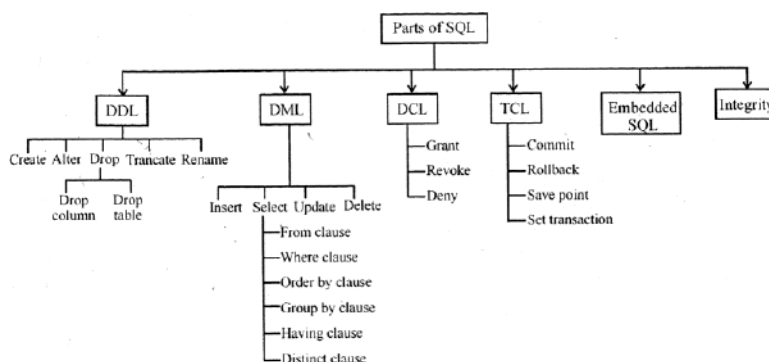 Parts of SQL
DDL
DML
DCL
TCL
Embedded
SQL
Integrity
Create Alter Drop Trancate Rename
Drop
column
Drop
table
Insert Select Update Delete
From clause
Where clause
Order by clause
Group by clause
Having clause
Distinct clause
Grant
Revoke
Deny
Commit
Rollback
Save point
Set transaction